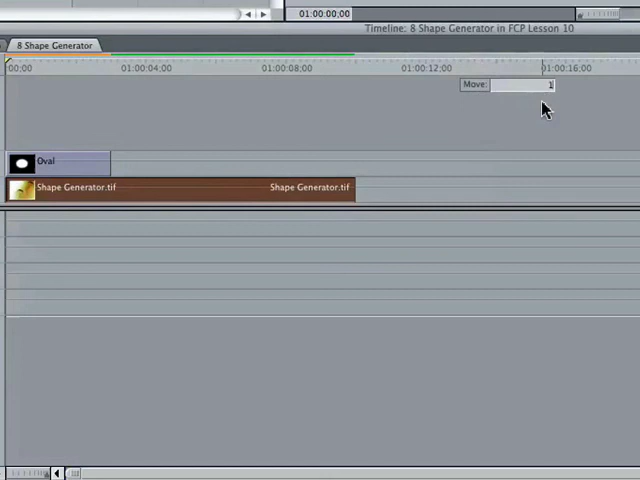 01:00:00;00
Timeline: 8 Shape Generator in FCP Lesson 10
8 Shape Generator
:00;00 01:00:04;00 01:00:08;00 01:00:12;00 01:00:16;00
Move: 1
Oval
Shape Generator.tif Shape Generator.tif